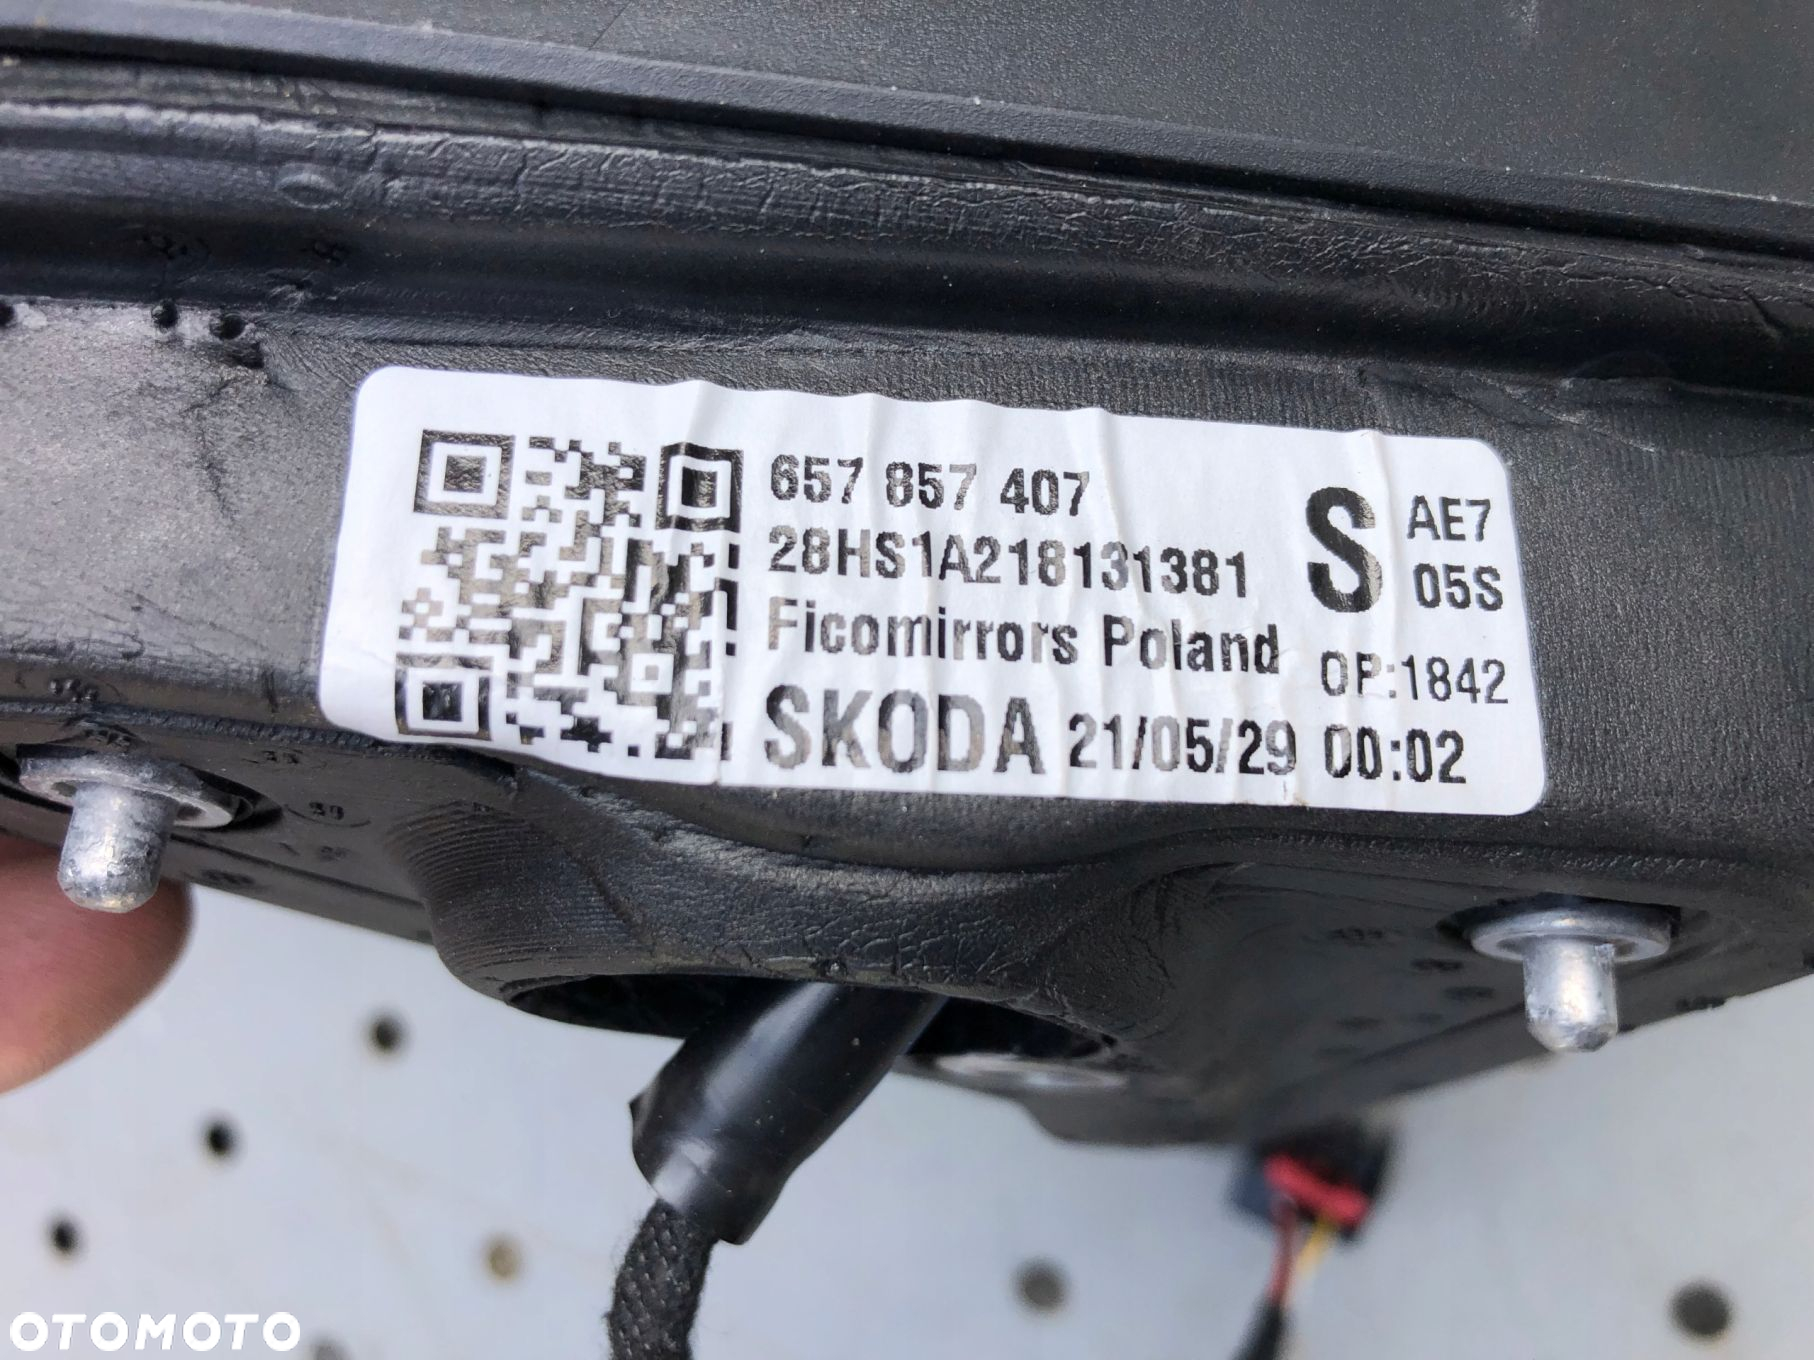 657 857 407
28HS1A218131381
Ficomirrors Poland
SKODA 21/05/29 00:02
S
AE7
05S
OP:1842
OTOMOTO